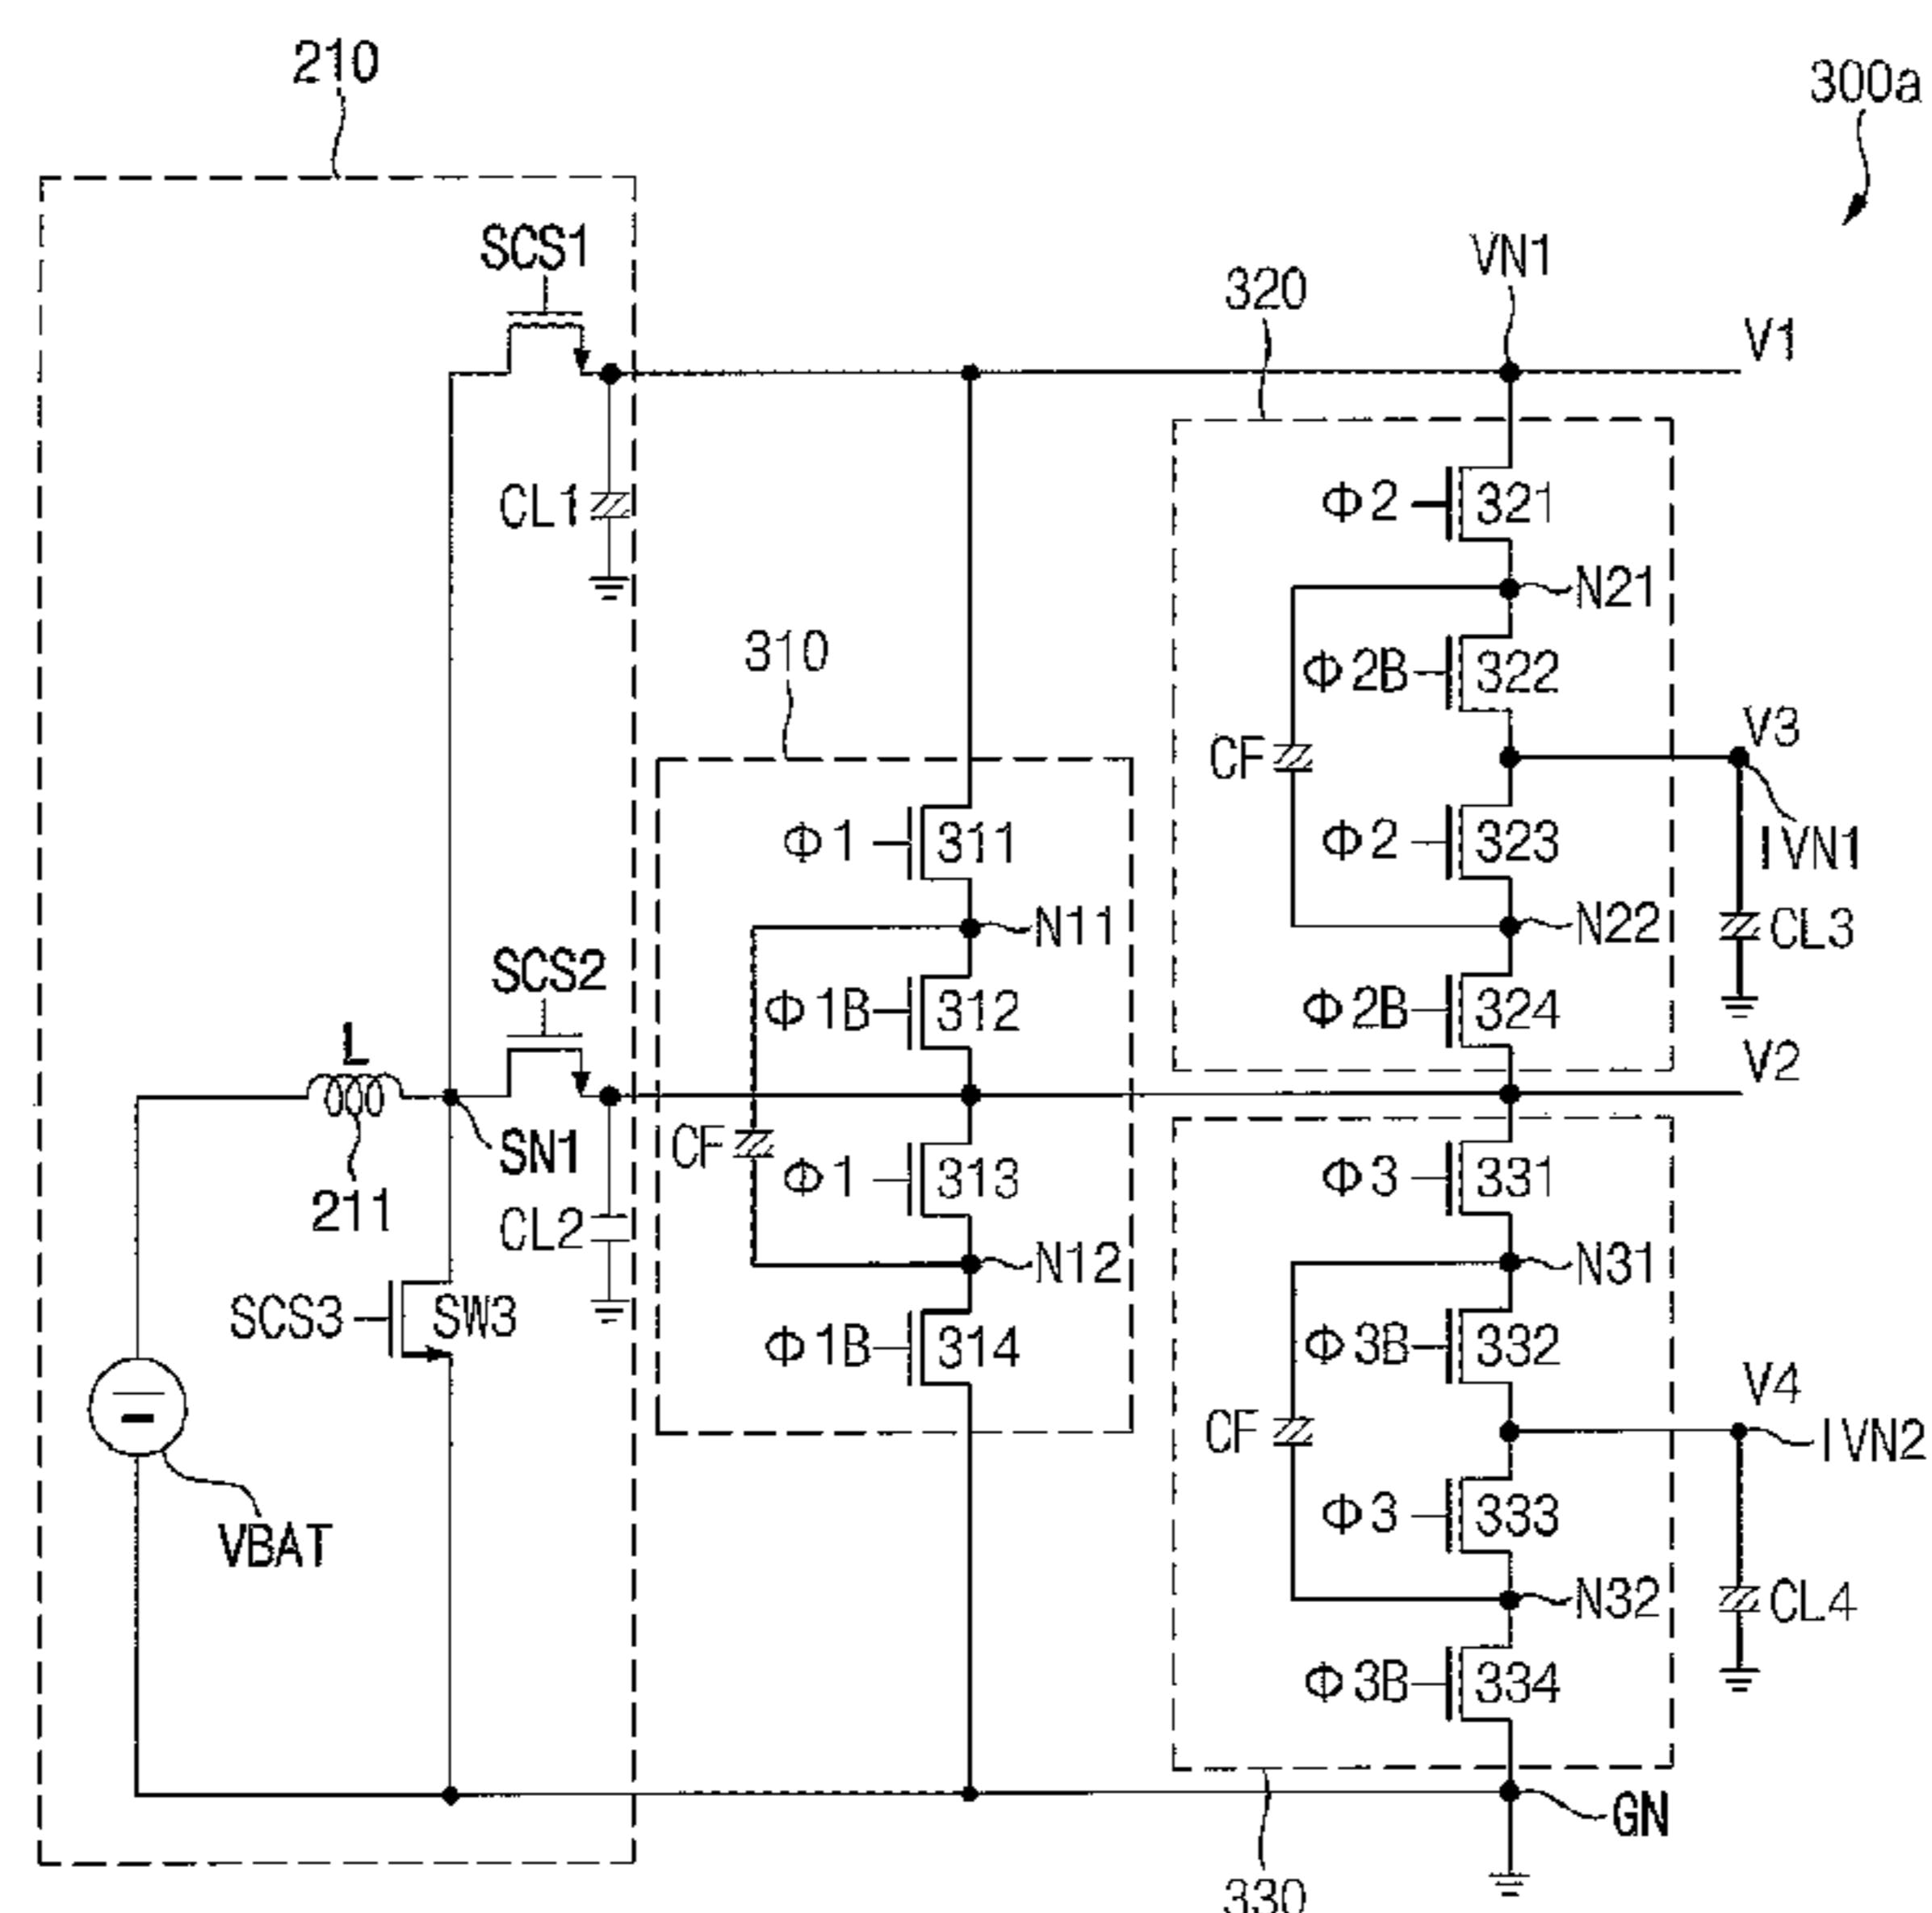 210
300a
SCS1
VN1
320
V1
CL1
Φ2
321
N21
310
Φ2B
322
CF
V3
Φ1
311
Φ2
323
IVN1
N11
N22
CL3
SCS2
Φ1B
312
Φ2B
324
L
V2
SN1
CF
Φ1
313
Φ3
331
211
CL2
N12
N31
SCS3
SW3
Φ1B
314
Φ3B
332
V4
CF
IVN2
VBAT
Φ3
333
N32
CL4
Φ3B
334
GN
330